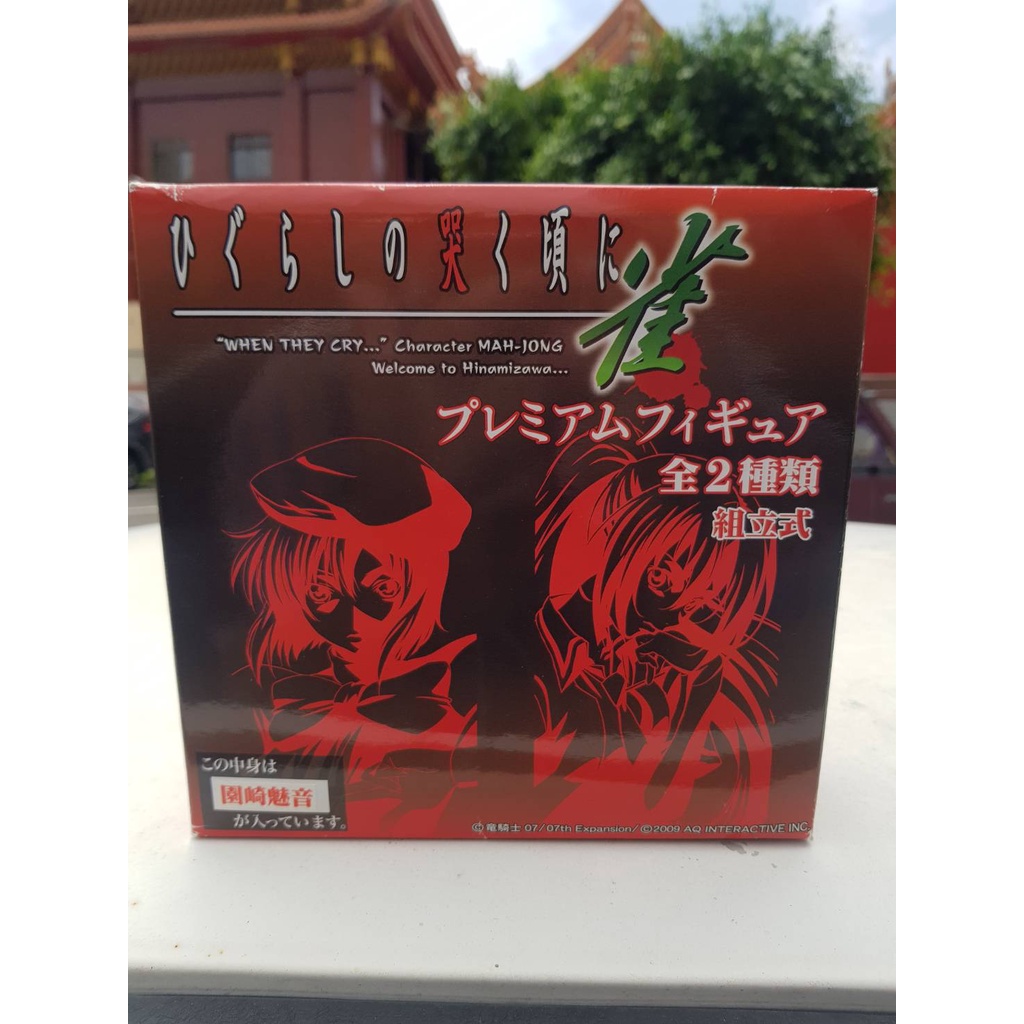 ひぐらしの哭く頃に雀
"WHEN THEY CRY..." Character MAH-JONG
Welcome to Hinamizawa...
プレミアムフィギュア
全2種類
組立式
この中身は
園崎魅音
が入っています。
©竜騎士 07/07th Expansion/©2009 AQ INTERACTIVE INC.